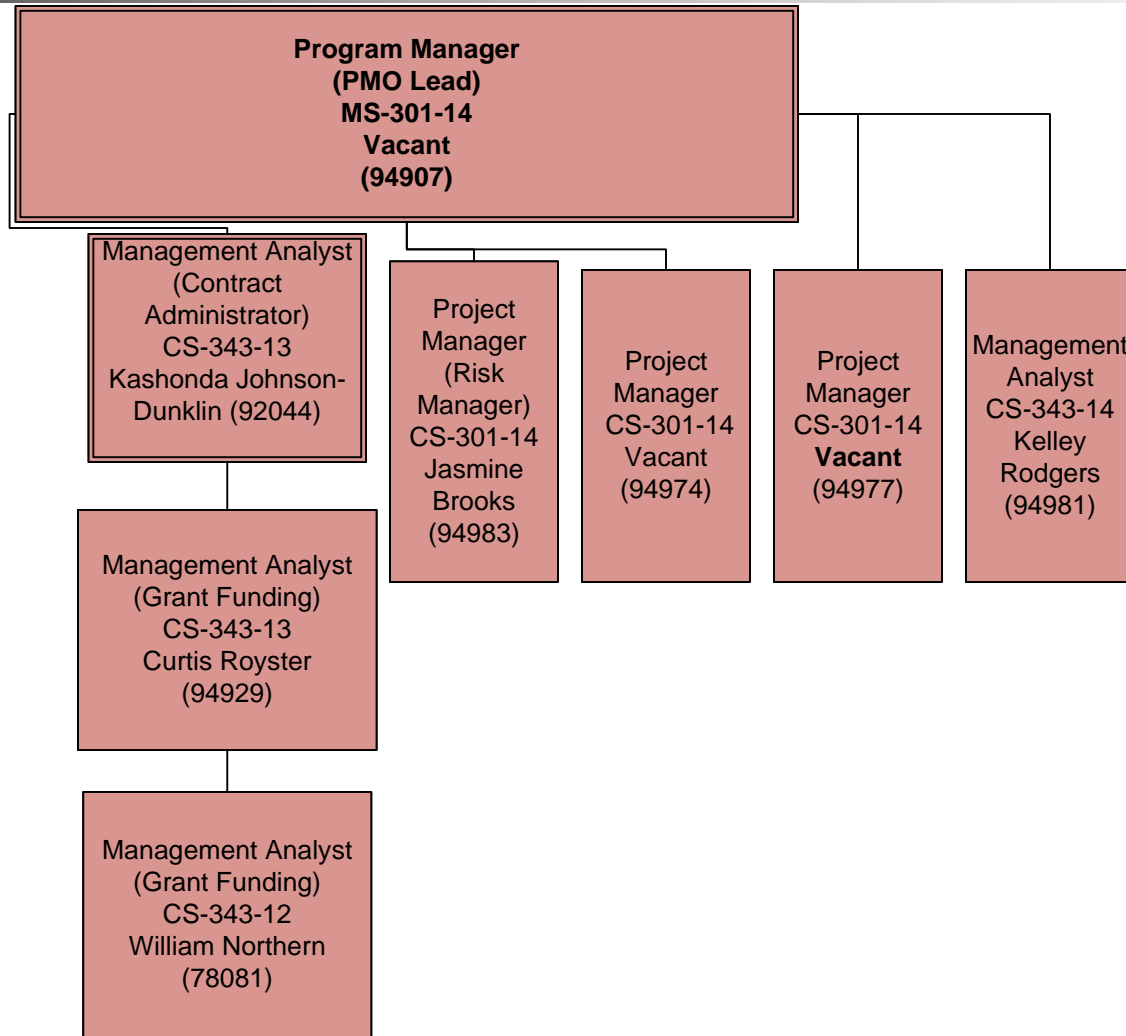 Program Manager
(PMO Lead)
MS-301-14
Vacant
(94907)
Management Analyst
(Contract
Administrator)
CS-343-13
Kashonda Johnson-
Dunklin (92044)
Project
Manager
(Risk
Manager)
CS-301-14
Jasmine
Brooks
(94983)
Project
Manager
CS-301-14
Vacant
(94974)
Project
Manager
CS-301-14
Vacant
(94977)
Management
Analyst
CS-343-14
Kelley
Rodgers
(94981)
Management Analyst
(Grant Funding)
CS-343-13
Curtis Royster
(94929)
Management Analyst
(Grant Funding)
CS-343-12
William Northern
(78081)